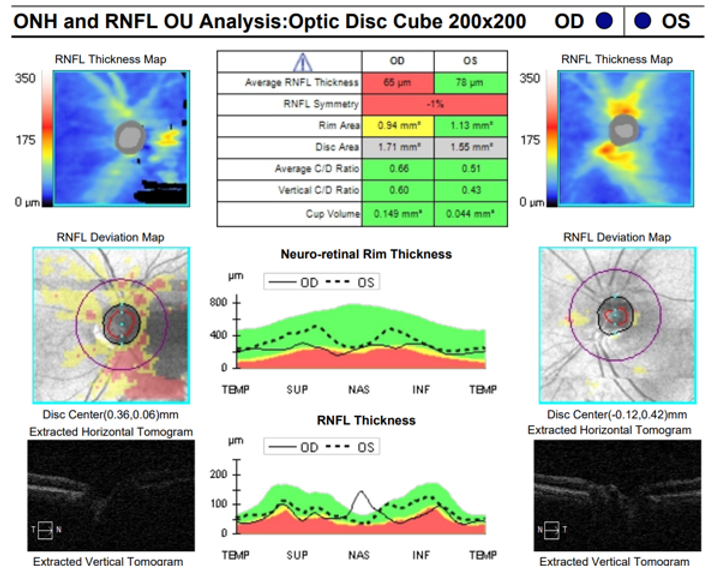 ONH and RNFL OU Analysis:Optic Disc Cube 200x200 OD OS
RNFL Thickness Map
350
175
0 µm
OD OS
Average RNFL Thickness 65 µm 78 µm
RNFL Symmetry -1%
Rim Area 0.94 mm² 1.13 mm²
Disc Area 1.71 mm² 1.55 mm²
Average C/D Ratio 0.66 0.51
Vertical C/D Ratio 0.60 0.43
Cup Volume 0.149 mm³ 0.044 mm³
RNFL Thickness Map
350
175
0 µm
RNFL Deviation Map
Disc Center(0.36,0.06)mm
Extracted Horizontal Tomogram
T N
Extracted Vertical Tomogram
Neuro-retinal Rim Thickness
µm OD OS
800
400
0
TEMP SUP NAS INF TEMP
RNFL Thickness
µm OD OS
200
100
0
TEMP SUP NAS INF TEMP
RNFL Deviation Map
Disc Center(-0.12,0.42)mm
Extracted Horizontal Tomogram
N T
Extracted Vertical Tomogram